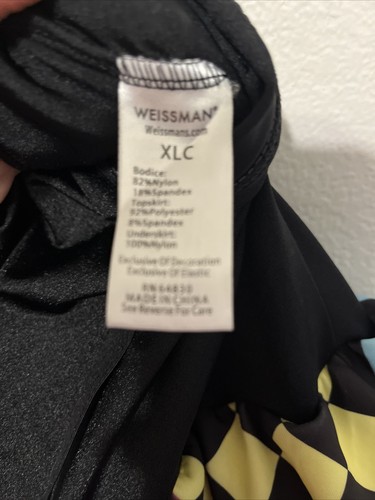 WEISSMAN®
Weissmans.com
XLC
Bodice:
82%Nylon
18%Spandex
Topskirt:
92%Polyester
8%Spandex
Underskirt:
100%Nylon
Exclusive Of Decoration
Exclusive Of Elastic
RN 64830
MADE IN CHINA
See Reverse For Care